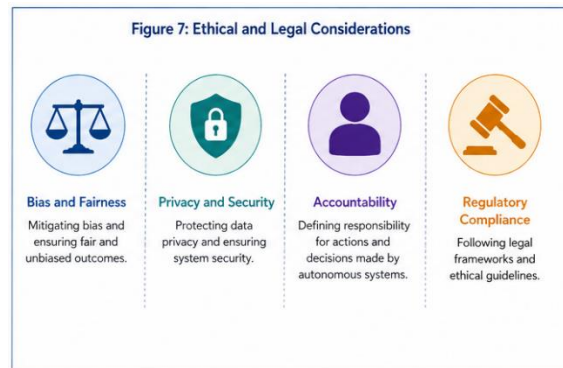 Figure 7: Ethical and Legal Considerations
Bias and Fairness
Mitigating bias and
ensuring fair and
unbiased outcomes.
Privacy and Security
Protecting data
privacy and ensuring
system security.
Accountability
Defining responsibility
for actions and
decisions made by
autonomous systems.
Regulatory
Compliance
Following legal
frameworks and
ethical guidelines.